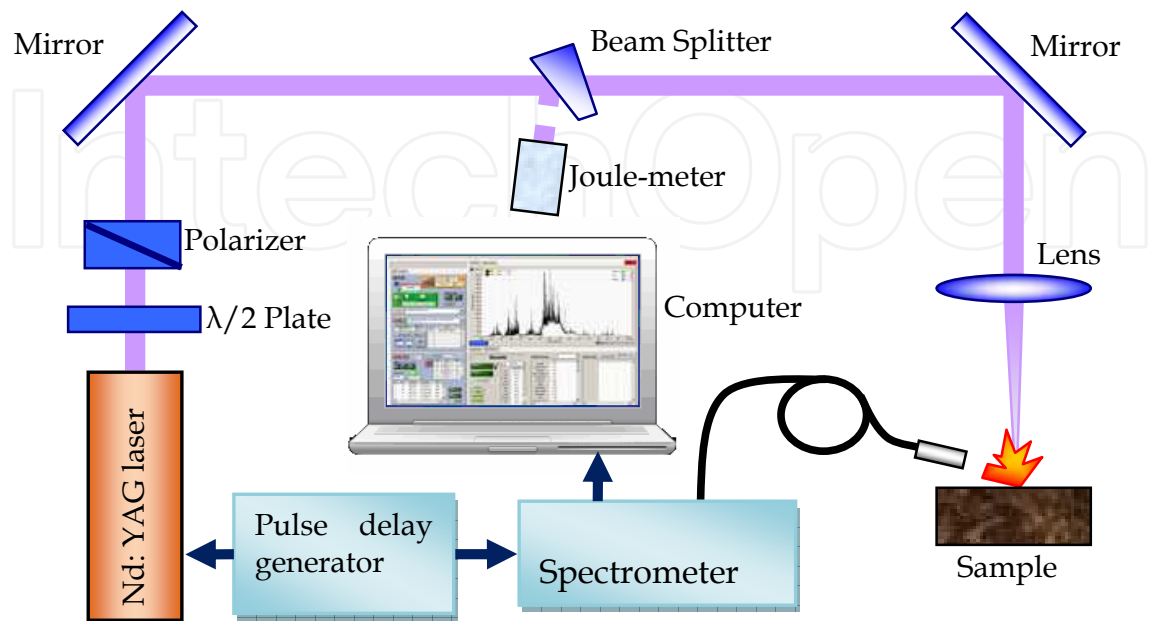 Mirror
Beam Splitter
Mirror
IntechOpen
Joule-meter
Polarizer
Lens
λ/2 Plate
Computer
Nd: YAG laser
Pulse delay
generator
Spectrometer
Sample